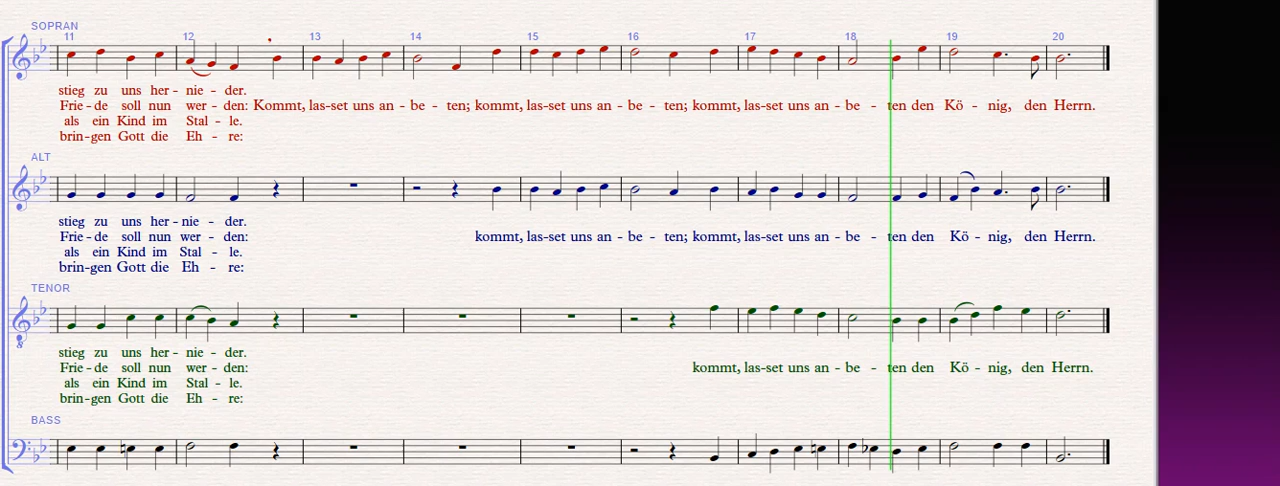 SOPRAN
11 12 13 14 15 16 17 18 19 20
stieg zu uns her - nie - der.
Frie - de soll nun wer - den: Kommt, las-set uns an - be - ten; kommt, las-set uns an - be - ten; kommt, las-set uns an - be - ten den Kö - nig, den Herrn.
als ein Kind im Stal - le.
brin-gen Gott die Eh - re:
ALT
stieg zu uns her - nie - der.
Frie - de soll nun wer - den: kommt, las-set uns an - be - ten; kommt, las-set uns an - be - ten den Kö - nig, den Herrn.
als ein Kind im Stal - le.
brin-gen Gott die Eh - re:
TENOR
8
stieg zu uns her - nie - der.
Frie - de soll nun wer - den: kommt, las-set uns an - be - ten den Kö - nig, den Herrn.
als ein Kind im Stal - le.
brin-gen Gott die Eh - re:
BASS